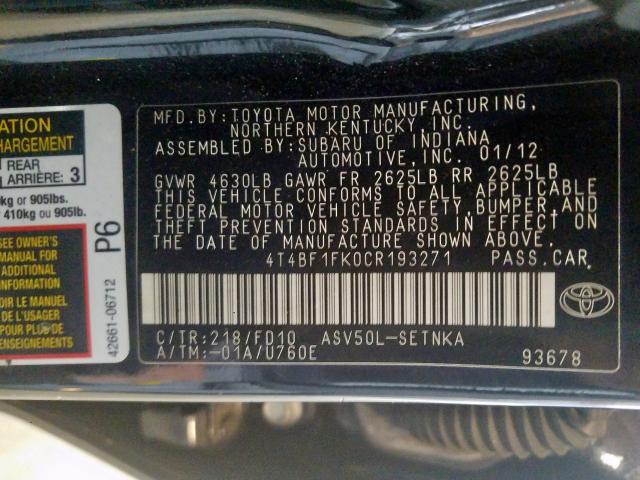 ATION
CHARGEMENT
REAR
ARRIÈRE: 3
kg or 905lbs.
410kg ou 905lb.
SEE OWNER'S
MANUAL FOR
ADDITIONAL
INFORMATION
VOIR LE MANUEL
DE L'USAGER
POUR PLUS DE
RENSEIGNEMENTS
P6
42661-06712
MFD.BY:TOYOTA MOTOR MANUFACTURING,
NORTHERN KENTUCKY,INC.
ASSEMBLED BY:SUBARU OF INDIANA
AUTOMOTIVE,INC. 01/12
GVWR 4630LB GAWR FR 2625LB RR 2625LB
THIS VEHICLE CONFORMS TO ALL APPLICABLE
FEDERAL MOTOR VEHICLE SAFETY,BUMPER,AND
THEFT PREVENTION STANDARDS IN EFFECT ON
THE DATE OF MANUFACTURE SHOWN ABOVE.
4T4BF1FK0CR193271 PASS.CAR.
C/TR:218/FD10 ASV50L-SETNKA
A/TM:-01A/U760E
93678